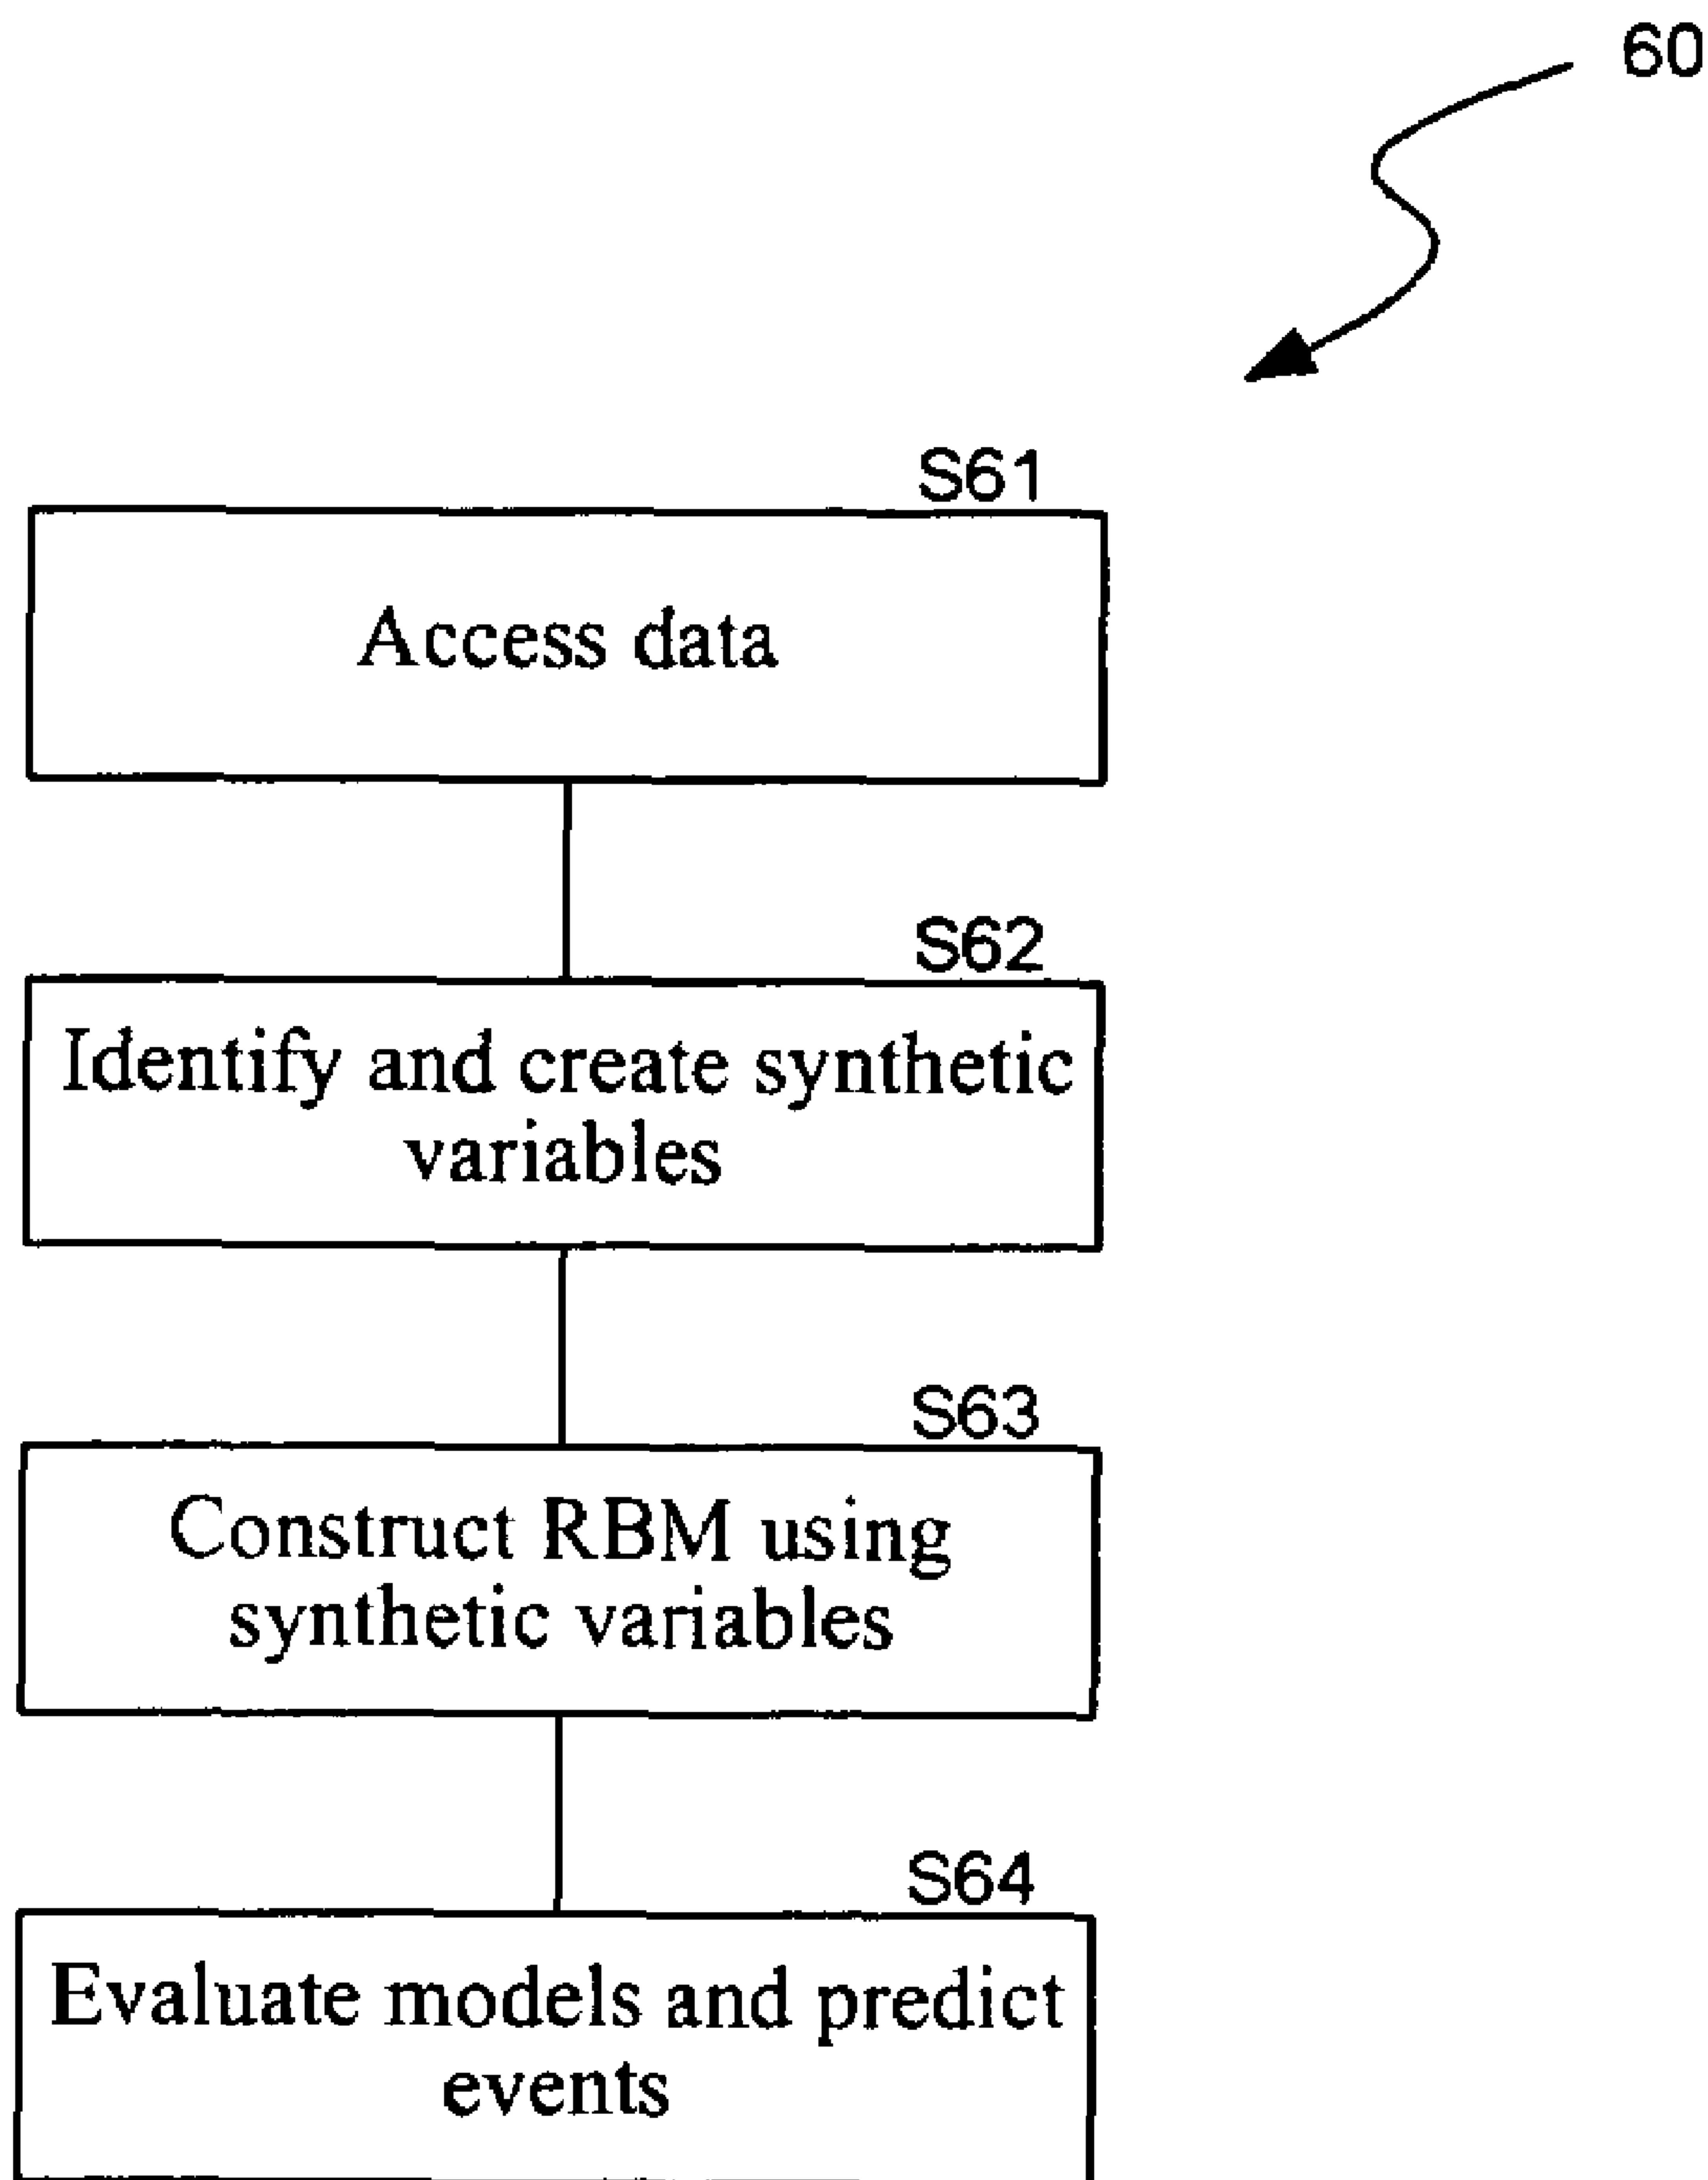 60
S61
Access data
S62
Identify and create synthetic
variables
S63
Construct RBM using
synthetic variables
S64
Evaluate models and predict
events